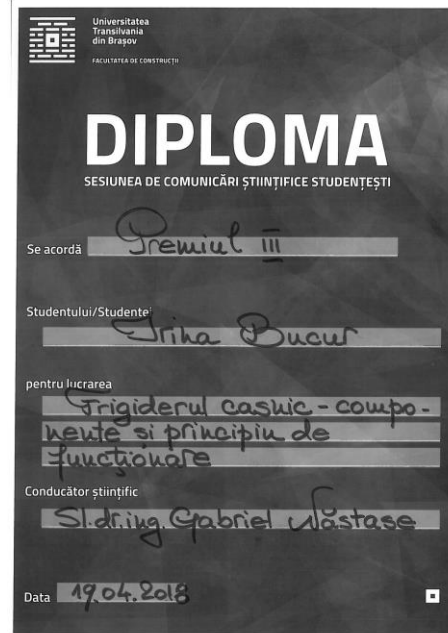 Universitatea
Transilvania
din Brașov
FACULTATEA DE CONSTRUCȚII
DIPLOMA
SESIUNEA DE COMUNICĂRI ȘTIINȚIFICE STUDENȚEȘTI
Se acordă Premiul III
Studentului/Studentei
Irina Bucur
pentru lucrarea
Frigiderul casnic - compo-
nente si principiu de
funcționare
Conducător științific
Sl.dr.ing. Gabriel Năstase
Data 19.04.2018